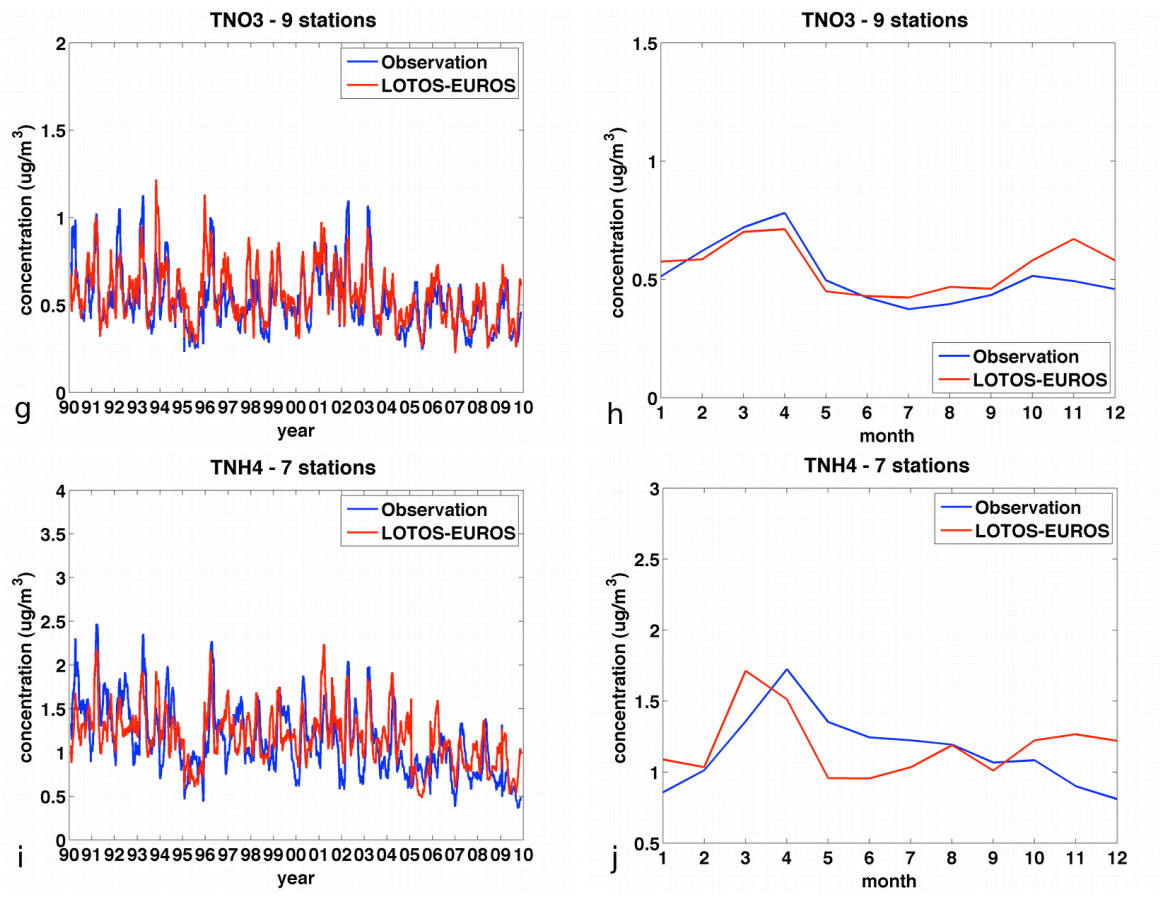 TNO3 - 9 stations
concentration (ug/m³)
2
1.5
1
0.5
0
Observation
LOTOS-EUROS
90 91 92 93 94 95 96 97 98 99 00 01 02 03 04 05 06 07 08 09 10
year
g
TNO3 - 9 stations
concentration (ug/m³)
1.5
1
0.5
0
Observation
LOTOS-EUROS
1 2 3 4 5 6 7 8 9 10 11 12
month
h
TNH4 - 7 stations
concentration (ug/m³)
4
3.5
3
2.5
2
1.5
1
0.5
0
Observation
LOTOS-EUROS
90 91 92 93 94 95 96 97 98 99 00 01 02 03 04 05 06 07 08 09 10
year
i
TNH4 - 7 stations
concentration (ug/m³)
3
2.5
2
1.5
1
0.5
Observation
LOTOS-EUROS
1 2 3 4 5 6 7 8 9 10 11 12
month
j